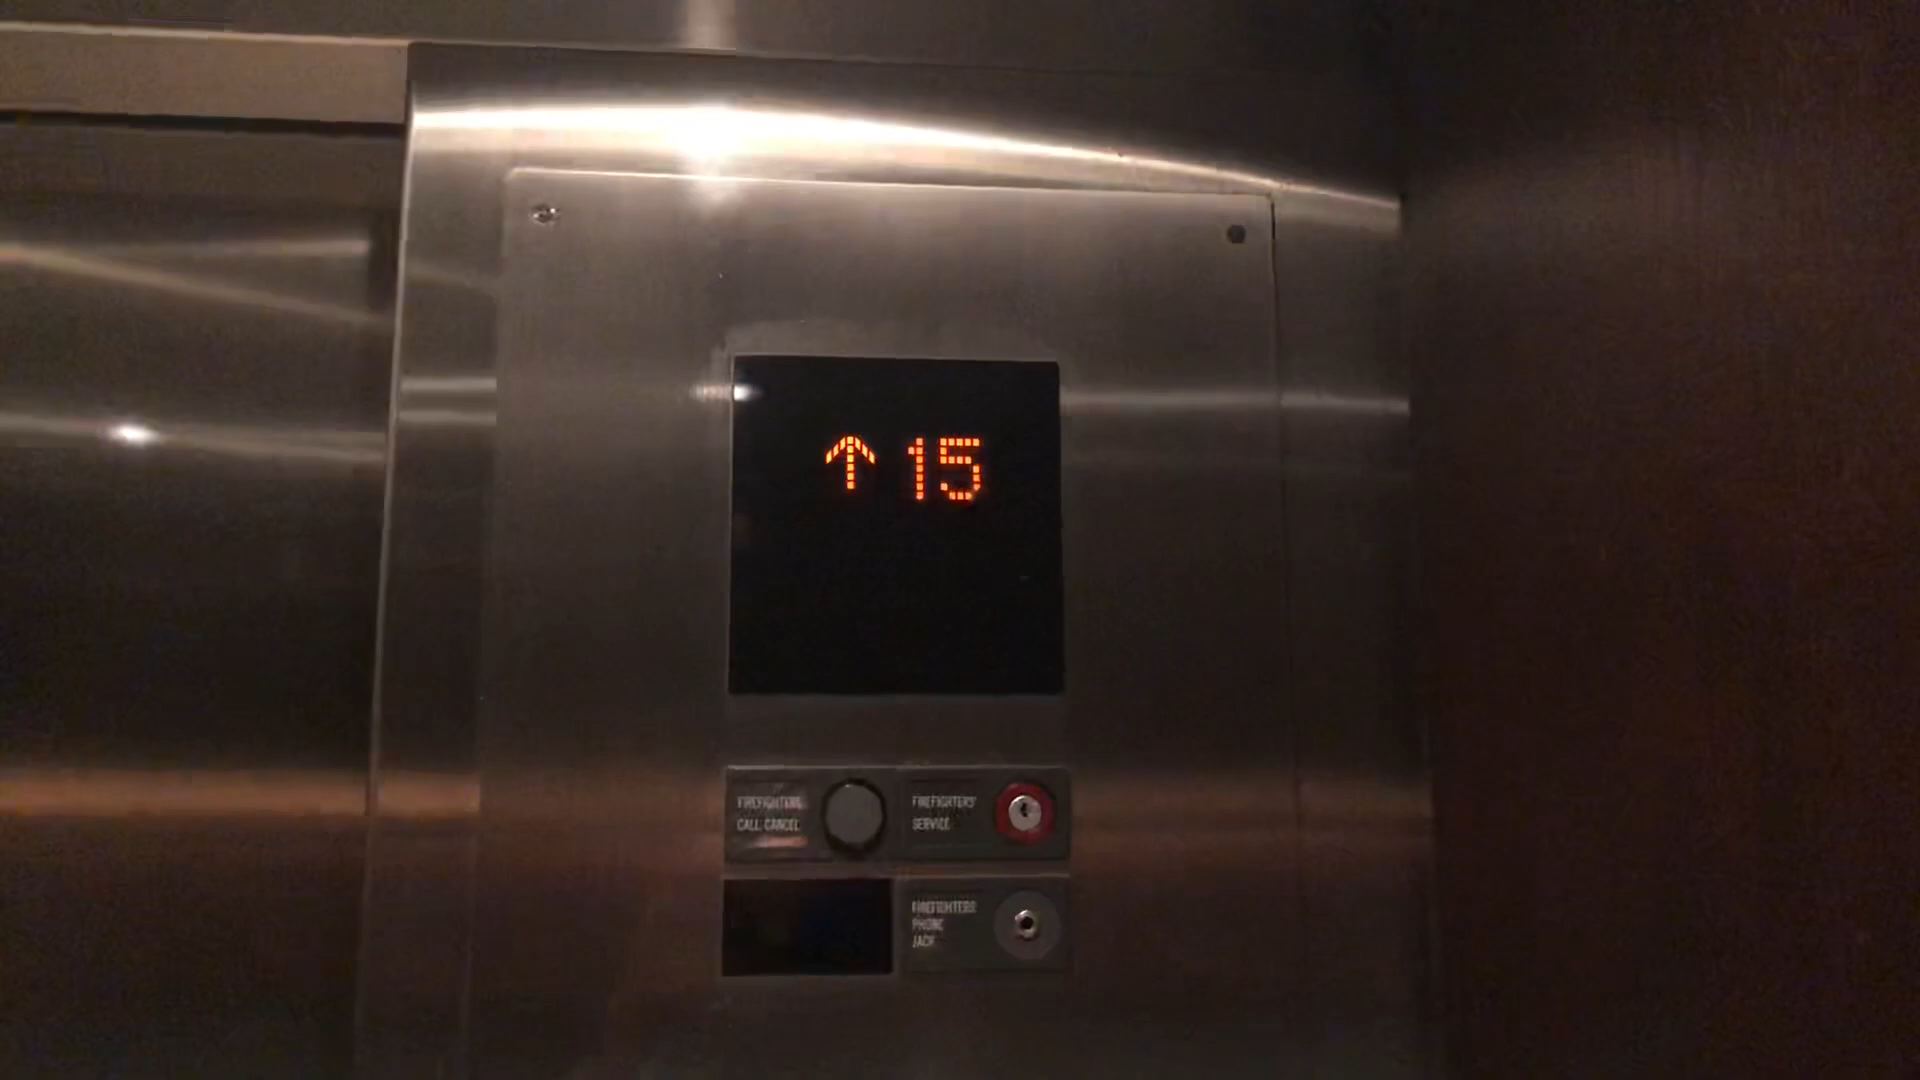 ↑ 15
FIREFIGHTERS'
CALL CANCEL
FIREFIGHTERS'
SERVICE
FIREFIGHTERS'
PHONE
JACK